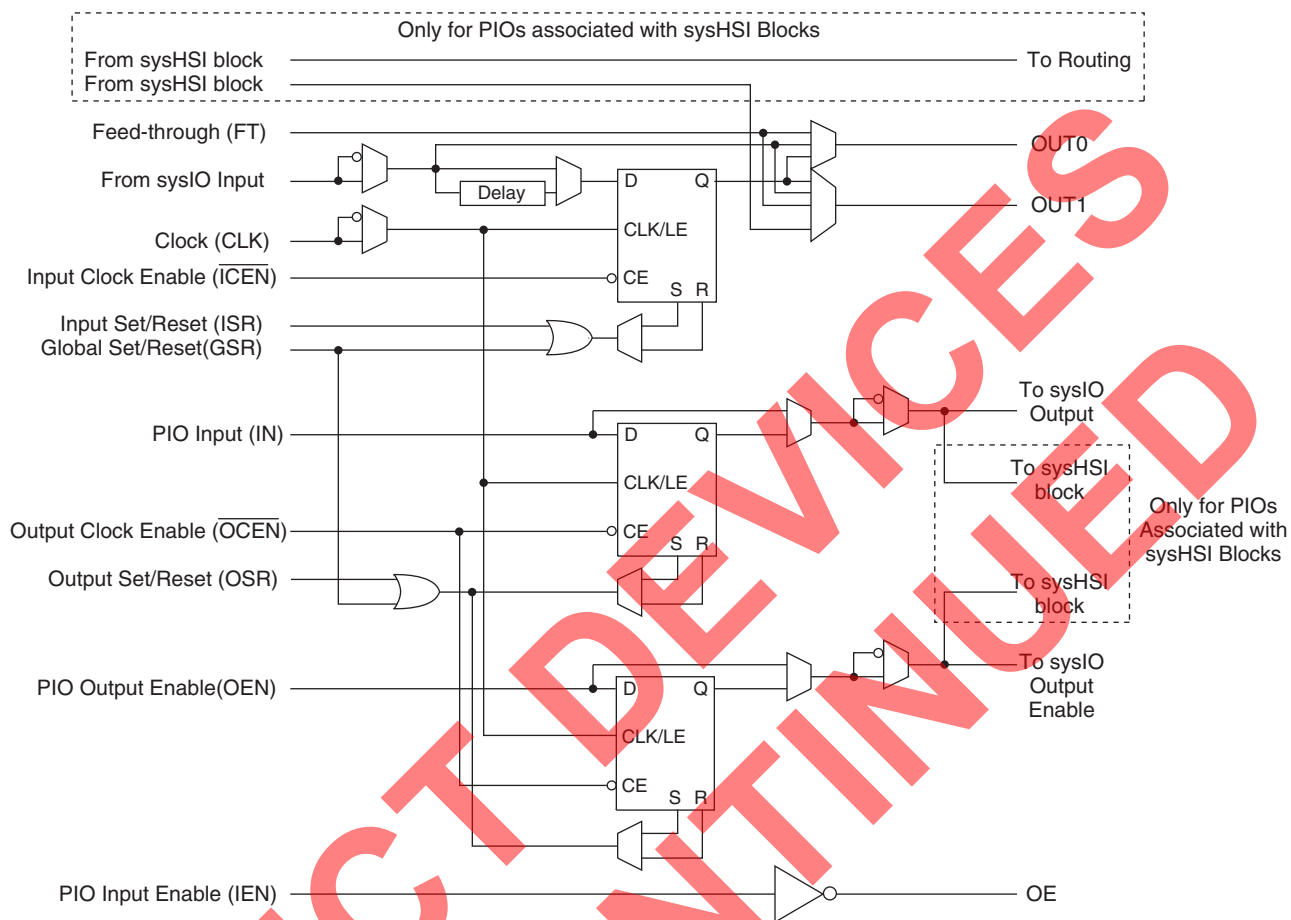 Only for PIOs associated with sysHSI Blocks
From sysHSI block
To Routing
From sysHSI block
Feed-through (FT)
OUT0
From sysIO Input
Delay
D
Q
OUT1
Clock (CLK)
CLK/LE
Input Clock Enable (ICEN)
CE
S
R
Input Set/Reset (ISR)
Global Set/Reset(GSR)
To sysIO
Output
PIO Input (IN)
D
Q
To sysHSI
block
CLK/LE
Only for PIOs
Associated with
sysHSI Blocks
Output Clock Enable (OCEN)
CE
S
R
Output Set/Reset (OSR)
To sysHSI
block
PIO Output Enable(OEN)
D
Q
To sysIO
Output
Enable
CLK/LE
CE
S
R
PIO Input Enable (IEN)
OE
CT DEVICES
NTINUED